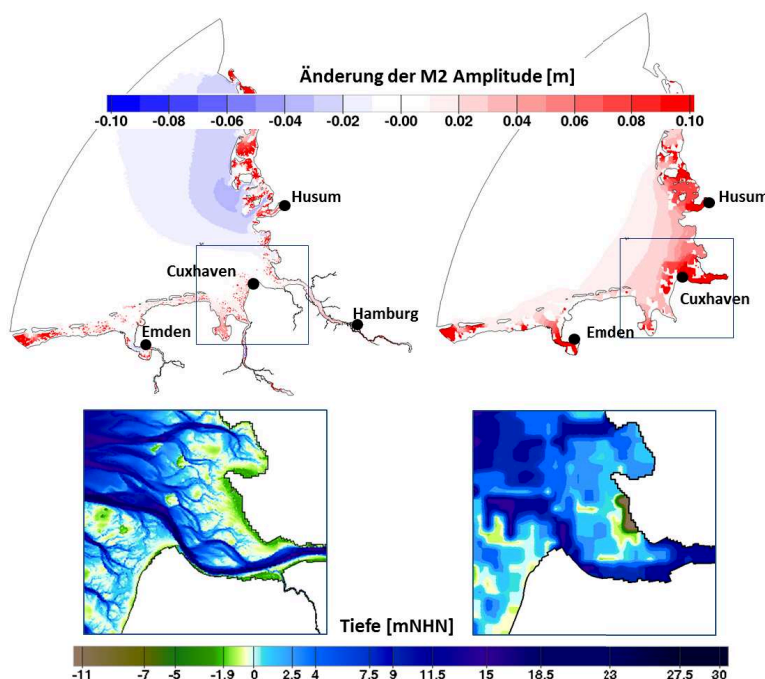 Änderung der M2 Amplitude [m]
-0.10 -0.08 -0.06 -0.04 -0.02 -0.00 0.02 0.04 0.06 0.08 0.10
Husum
Cuxhaven
Hamburg
Emden
Husum
Cuxhaven
Emden
Tiefe [mNHN]
-11 -7 -5 -1.9 0 2.5 4 7.5 9 11.5 15 18.5 23 27.5 30